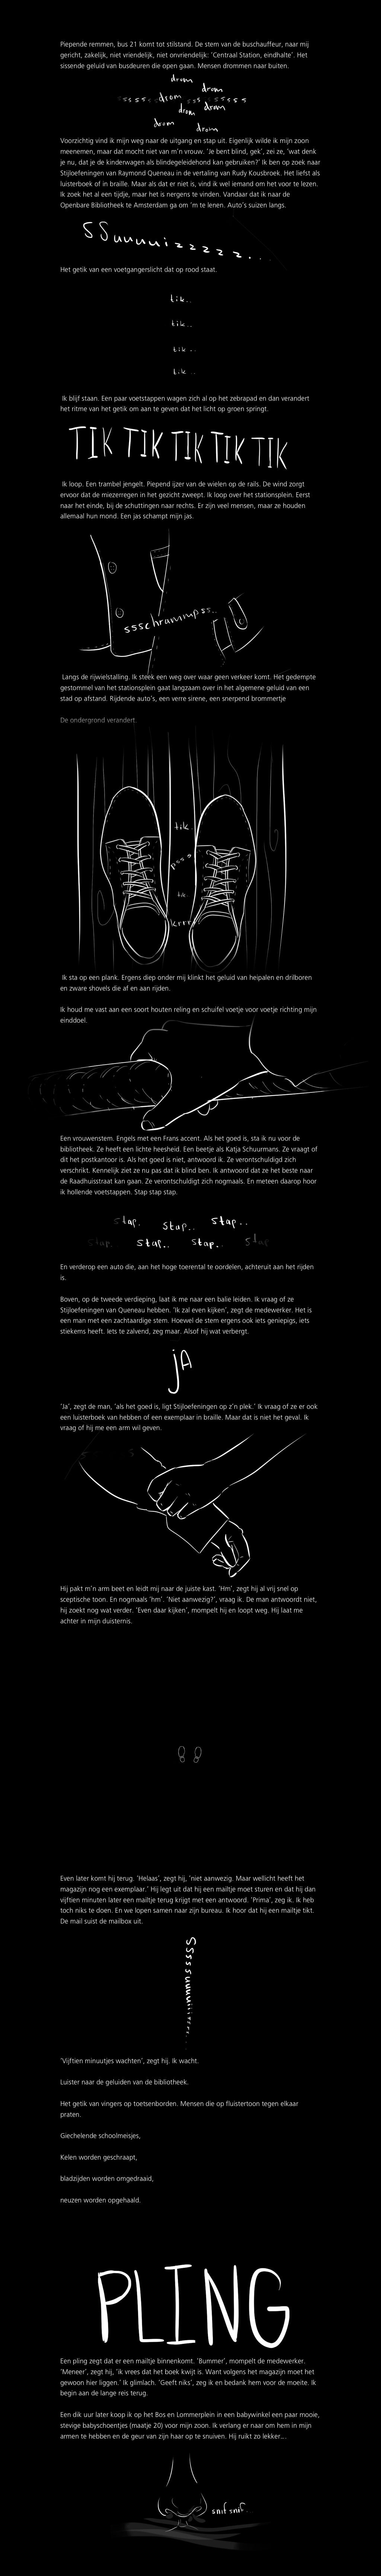 Piepende remmen, bus 21 komt tot stilstand. De stem van de buschauffeur, naar mij
gericht, zakelijk, niet vriendelijk, niet onvriendelijk: ‘Centraal Station, eindhalte’. Het
sissende geluid van busdeuren die open gaan. Mensen drommen naar buiten.
drom
drom
ssssss drom sss sssss
drom drom
drom
drom
Voorzichtig vind ik mijn weg naar de uitgang en stap uit. Eigenlijk wilde ik mijn zoon
meenemen, maar dat mocht niet van m’n vrouw. ‘Je bent blind, gek’, zei ze, ‘wat denk
je nu, dat je de kinderwagen als blindegeleidehond kan gebruiken?’ Ik ben op zoek naar
Stijloefeningen van Raymond Queneau in de vertaling van Rudy Kousbroek. Het liefst als
luisterboek of in braille. Maar als dat er niet is, vind ik wel iemand om het voor te lezen.
Ik zoek het al een tijdje, maar het is nergens te vinden. Vandaar dat ik naar de
Openbare Bibliotheek te Amsterdam ga om ’m te lenen. Auto’s suizen langs.
SSuuuuizzzzz...
Het getik van een voetgangerslicht dat op rood staat.
tik..
tik...
tik ..
tik...
Ik blijf staan. Een paar voetstappen wagen zich al op het zebrapad en dan verandert
het ritme van het getik om aan te geven dat het licht op groen springt.
TIK TIK TIK TIK TIK
Ik loop. Een trambel jengelt. Piepend ijzer van de wielen op de rails. De wind zorgt
ervoor dat de miezerregen in het gezicht zweept. Ik loop over het stationsplein. Eerst
naar het einde, bij de schuttingen naar rechts. Er zijn veel mensen, maar ze houden
allemaal hun mond. Een jas schampt mijn jas.
ssschrammpss...
Langs de rijwielstalling. Ik steek een weg over waar geen verkeer komt. Het gedempte
gestommel van het stationsplein gaat langzaam over in het algemene geluid van een
stad op afstand. Rijdende auto’s, een verre sirene, een snerpend brommertje
De ondergrond verandert.
tik
poss
tik
krrr
Ik sta op een plank. Ergens diep onder mij klinkt het geluid van heipalen en drilboren
en zware shovels die af en aan rijden.
Ik houd me vast aan een soort houten reling en schuifel voetje voor voetje richting mijn
einddoel.
Een vrouwenstem. Engels met een Frans accent. Als het goed is, sta ik nu voor de
bibliotheek. Ze heeft een lichte heesheid. Een beetje als Katja Schuurmans. Ze vraagt of
dit het postkantoor is. Als het goed is niet, antwoord ik. Ze verontschuldigd zich
verschrikt. Kennelijk ziet ze nu pas dat ik blind ben. Ik antwoord dat ze het beste naar
de Raadhuisstraat kan gaan. Ze verontschuldigt zich nogmaals. En meteen daarop hoor
ik hollende voetstappen. Stap stap stap.
stap. stap.. stap..
stap. stap.. stap.. stap
En verderop een auto die, aan het hoge toerental te oordelen, achteruit aan het rijden
is.
Boven, op de tweede verdieping, laat ik me naar een balie leiden. Ik vraag of ze
Stijloefeningen van Queneau hebben. ‘Ik zal even kijken’, zegt de medewerker. Het is
een man met een zachtaardige stem. Hoewel de stem ergens ook iets geniepigs, iets
stiekems heeft. Iets te zalvend, zeg maar. Alsof hij wat verbergt.
jA
‘Ja’, zegt de man, ‘als het goed is, ligt Stijloefeningen op z’n plek.’ Ik vraag of ze er ook
een luisterboek van hebben of een exemplaar in braille. Maar dat is niet het geval. Ik
vraag of hij me een arm wil geven.
Hij pakt m’n arm beet en leidt mij naar de juiste kast. ‘Hm’, zegt hij al vrij snel op
sceptische toon. En nogmaals ‘hm’. ‘Niet aanwezig?’, vraag ik. De man antwoordt niet,
hij zoekt nog wat verder. ‘Even daar kijken’, mompelt hij en loopt weg. Hij laat me
achter in mijn duisternis.
Even later komt hij terug. ‘Helaas’, zegt hij, ‘niet aanwezig. Maar wellicht heeft het
magazijn nog een exemplaar.’ Hij legt uit dat hij een mailtje moet sturen en dat hij dan
vijftien minuten later een mailtje terug krijgt met een antwoord. ‘Prima’, zeg ik. Ik heb
toch niks te doen. En we lopen samen naar zijn bureau. Ik hoor dat hij een mailtje tikt.
De mail suist de mailbox uit.
‘Vijftien minuutjes wachten’, zegt hij. Ik wacht.
Luister naar de geluiden van de bibliotheek.
Het getik van vingers op toetsenborden. Mensen die op fluistertoon tegen elkaar
praten.
Giechelende schoolmeisjes,
Kelen worden geschraapt,
bladzijden worden omgedraaid,
neuzen worden opgehaald.
PLING
Een pling zegt dat er een mailtje binnenkomt. ‘Bummer’, mompelt de medewerker.
‘Meneer’, zegt hij, ‘ik vrees dat het boek kwijt is. Want volgens het magazijn moet het
gewoon hier liggen.’ Ik glimlach. ‘Geeft niks’, zeg ik en bedank hem voor de moeite. Ik
begin aan de lange reis terug.
Een dik uur later koop ik op het Bos en Lommerplein in een babywinkel een paar mooie,
stevige babyschoentjes (maatje 20) voor mijn zoon. Ik verlang er naar om hem in mijn
armen te hebben en de geur van zijn haar op te snuiven. Hij ruikt zo lekker...
snif snif..